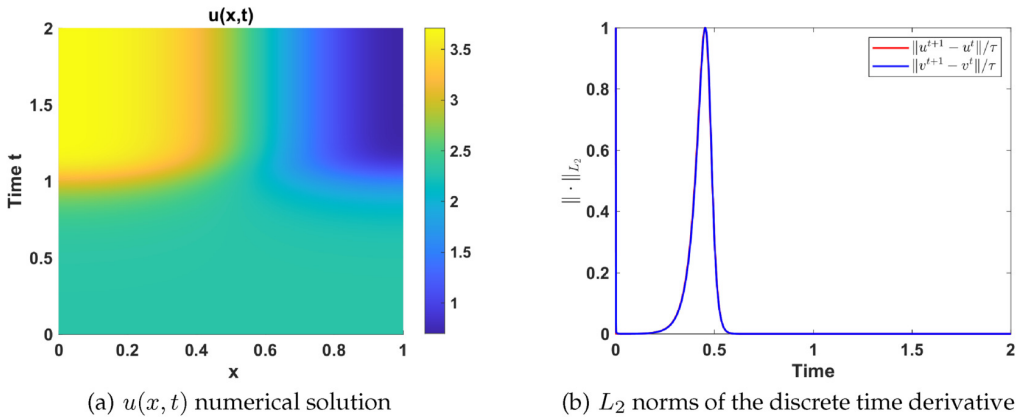 u(x,t)
2
1.5
1
0.5
0
Time t
0 0.2 0.4 0.6 0.8 1
x
3.5
3
2.5
2
1.5
1
(a) u(x, t) numerical solution
1
0.8
0.6
0.4
0.2
0
∥ · ∥L₂
∥uᵗ⁺¹ − uᵗ∥/τ
∥vᵗ⁺¹ − vᵗ∥/τ
0 0.5 1 1.5 2
Time
(b) L₂ norms of the discrete time derivative